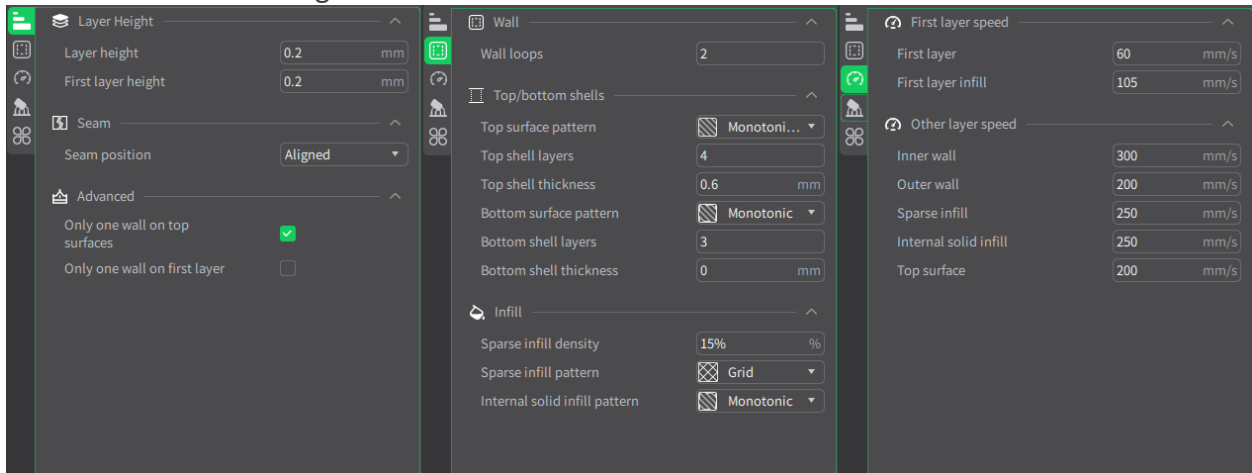 Layer Height
Layer height 0.2 mm
First layer height 0.2 mm
Seam
Seam position Aligned
Advanced
Only one wall on top
surfaces
Only one wall on first layer
Wall
Wall loops 2
Top/bottom shells
Top surface pattern Monotoni...
Top shell layers 4
Top shell thickness 0.6 mm
Bottom surface pattern Monotonic
Bottom shell layers 3
Bottom shell thickness 0 mm
Infill
Sparse infill density 15% %
Sparse infill pattern Grid
Internal solid infill pattern Monotonic
First layer speed
First layer 60 mm/s
First layer infill 105 mm/s
Other layer speed
Inner wall 300 mm/s
Outer wall 200 mm/s
Sparse infill 250 mm/s
Internal solid infill 250 mm/s
Top surface 200 mm/s